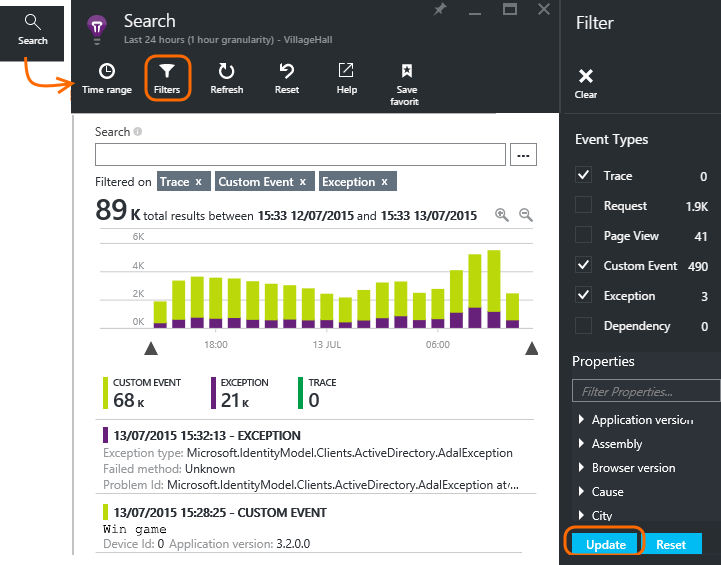 Search
Search
Last 24 hours (1 hour granularity) - VillageHall
Time range
Filters
Refresh
Reset
Help
Save
favorit
Search
...
Filtered on Trace x Custom Event x Exception x
89 K total results between 15:33 12/07/2015 and 15:33 13/07/2015
6K
4K
2K
0K
18:00 13 JUL 06:00
CUSTOM EVENT
68 K
EXCEPTION
21 K
TRACE
0
13/07/2015 15:32:13 - EXCEPTION
Exception type: Microsoft.IdentityModel.Clients.ActiveDirectory.AdalException
Failed method: Unknown
Problem Id: Microsoft.IdentityModel.Clients.ActiveDirectory.AdalException at<...
13/07/2015 15:28:25 - CUSTOM EVENT
Win game
Device Id: 0 Application version: 3.2.0.0
Filter
Clear
Event Types
Trace 0
Request 1.9K
Page View 41
Custom Event 490
Exception 3
Dependency 0
Properties
Filter Properties...
Application version
Assembly
Browser version
Cause
City
Update
Reset